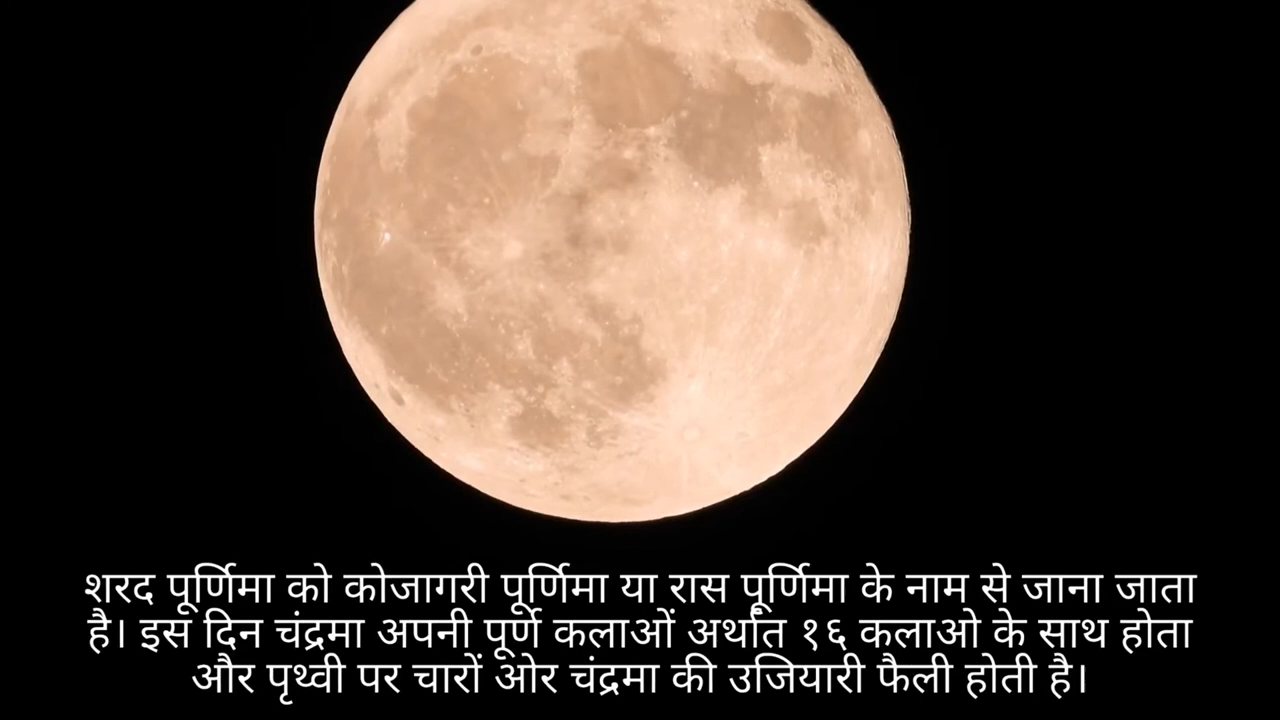 शरद पूर्णिमा को कोजागरी पूर्णिमा या रास पूर्णिमा के नाम से जाना जाता
है। इस दिन चंद्रमा अपनी पूर्ण कलाओं अर्थात १६ कलाओ के साथ होता
और पृथ्वी पर चारों ओर चंद्रमा की उजियारी फैली होती है।